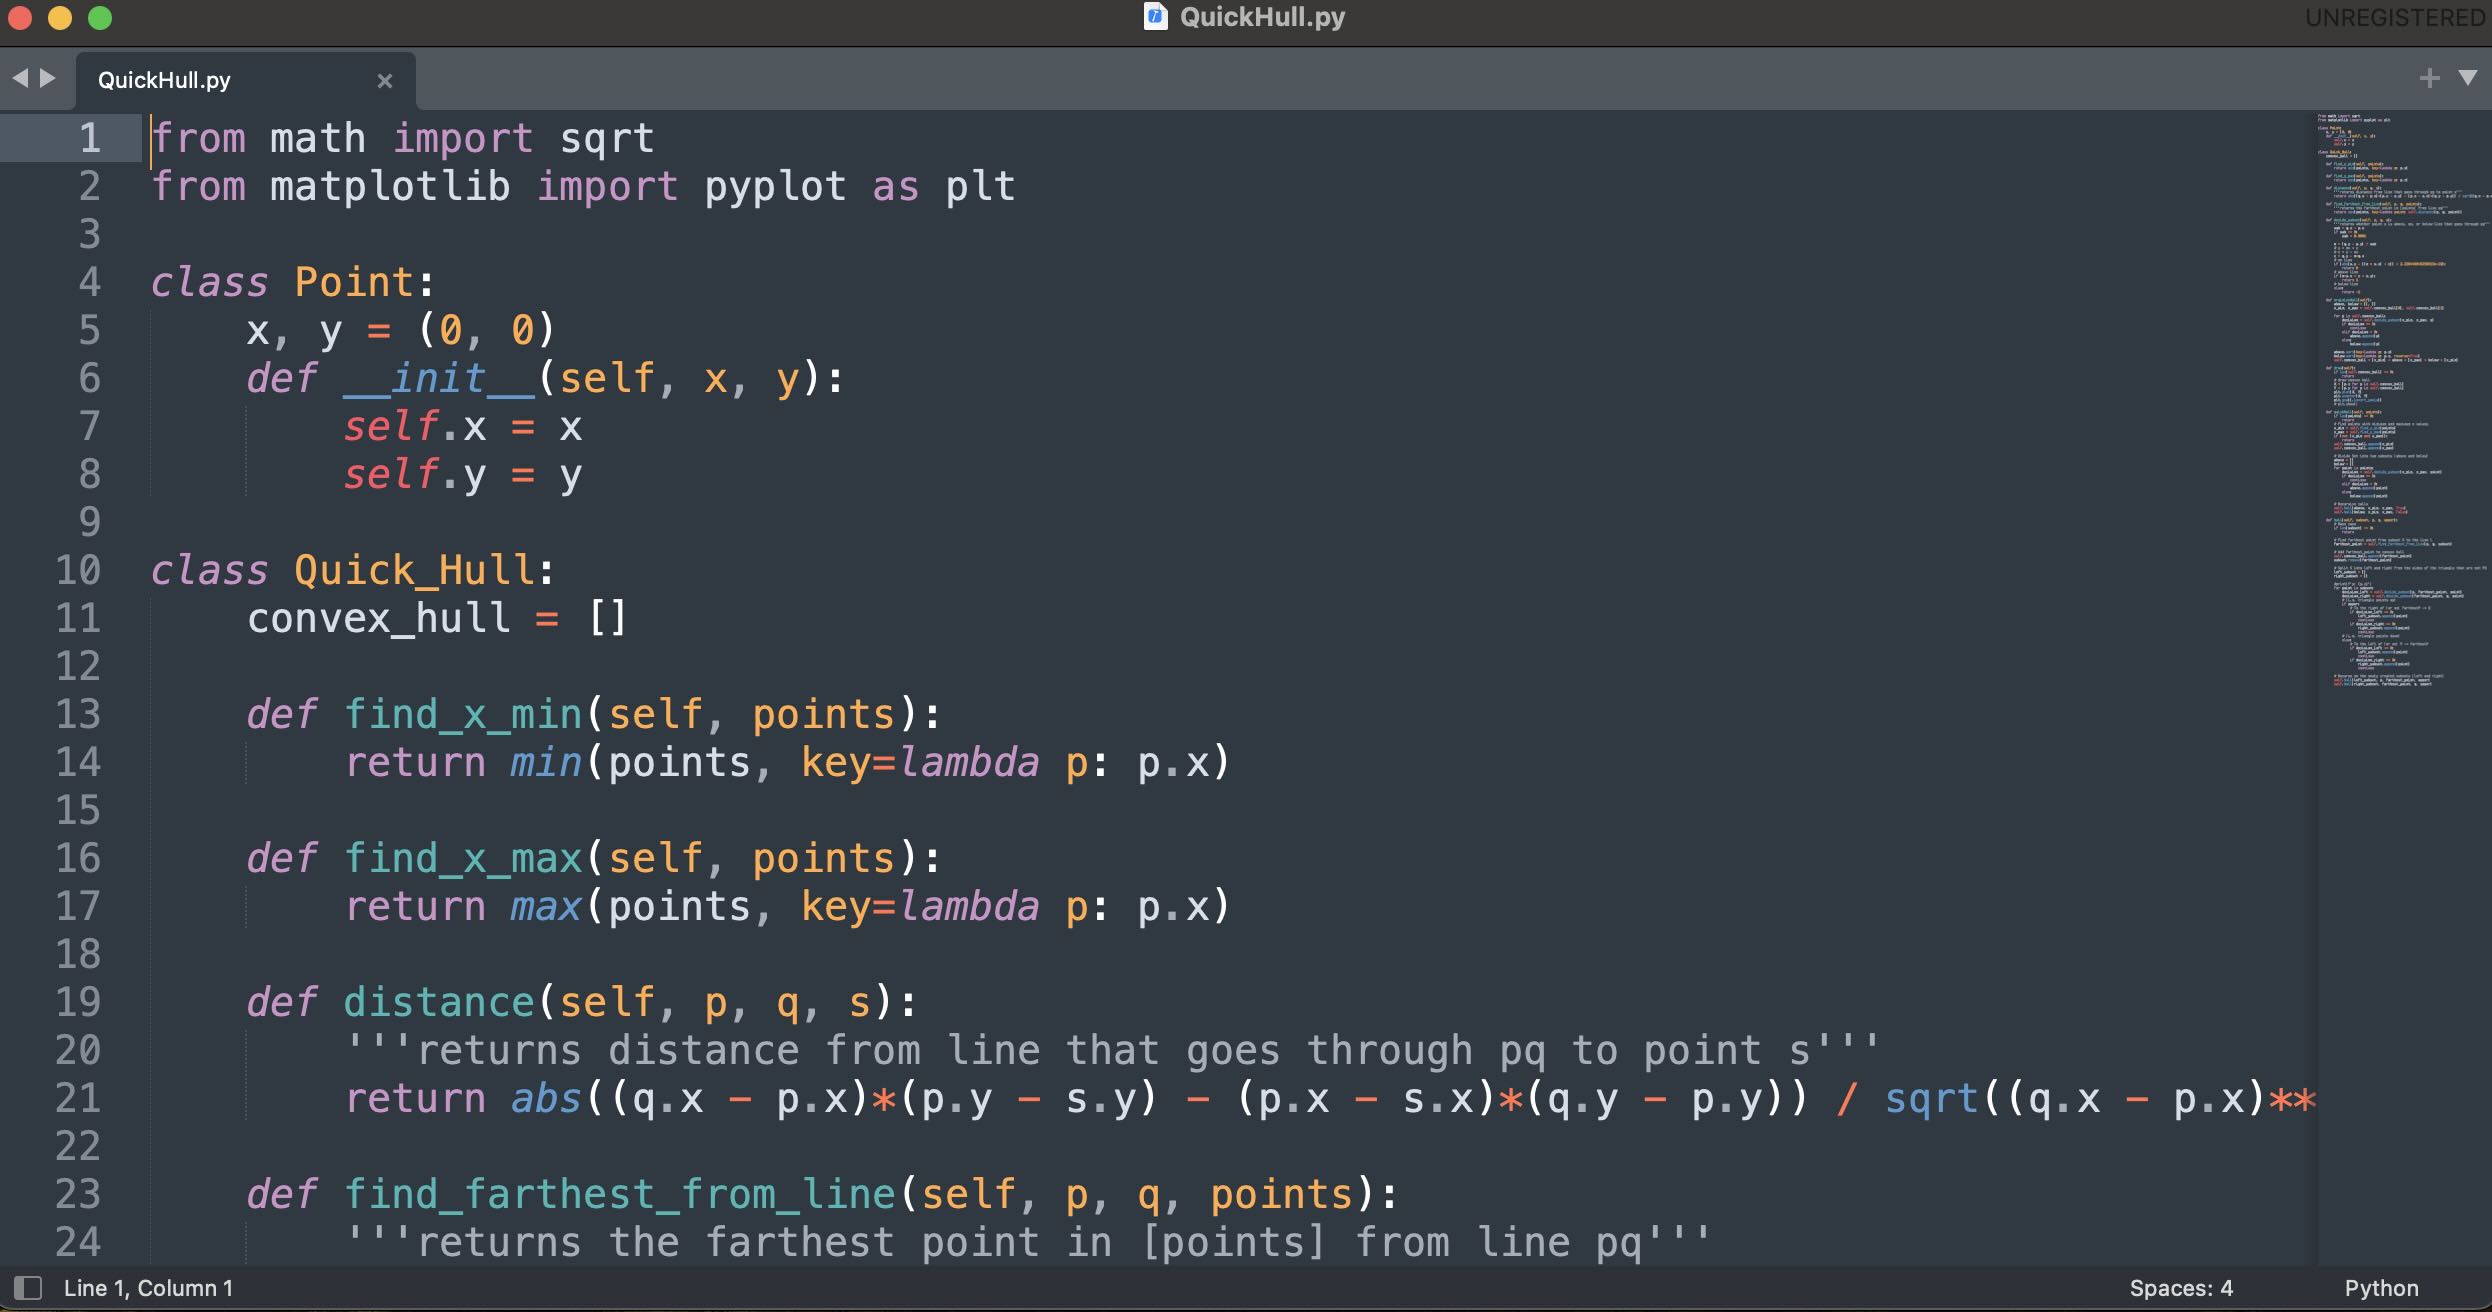 QuickHull.py
UNREGISTERED
QuickHull.py
1 from math import sqrt
2 from matplotlib import pyplot as plt
3
4 class Point:
5     x, y = (0, 0)
6     def __init__(self, x, y):
7         self.x = x
8         self.y = y
9
10 class Quick_Hull:
11     convex_hull = []
12
13     def find_x_min(self, points):
14         return min(points, key=lambda p: p.x)
15
16     def find_x_max(self, points):
17         return max(points, key=lambda p: p.x)
18
19     def distance(self, p, q, s):
20         '''returns distance from line that goes through pq to point s'''
21         return abs((q.x - p.x)*(p.y - s.y) - (p.x - s.x)*(q.y - p.y)) / sqrt((q.x - p.x)**
22
23     def find_farthest_from_line(self, p, q, points):
24         '''returns the farthest point in [points] from line pq'''
Line 1, Column 1
Spaces: 4
Python